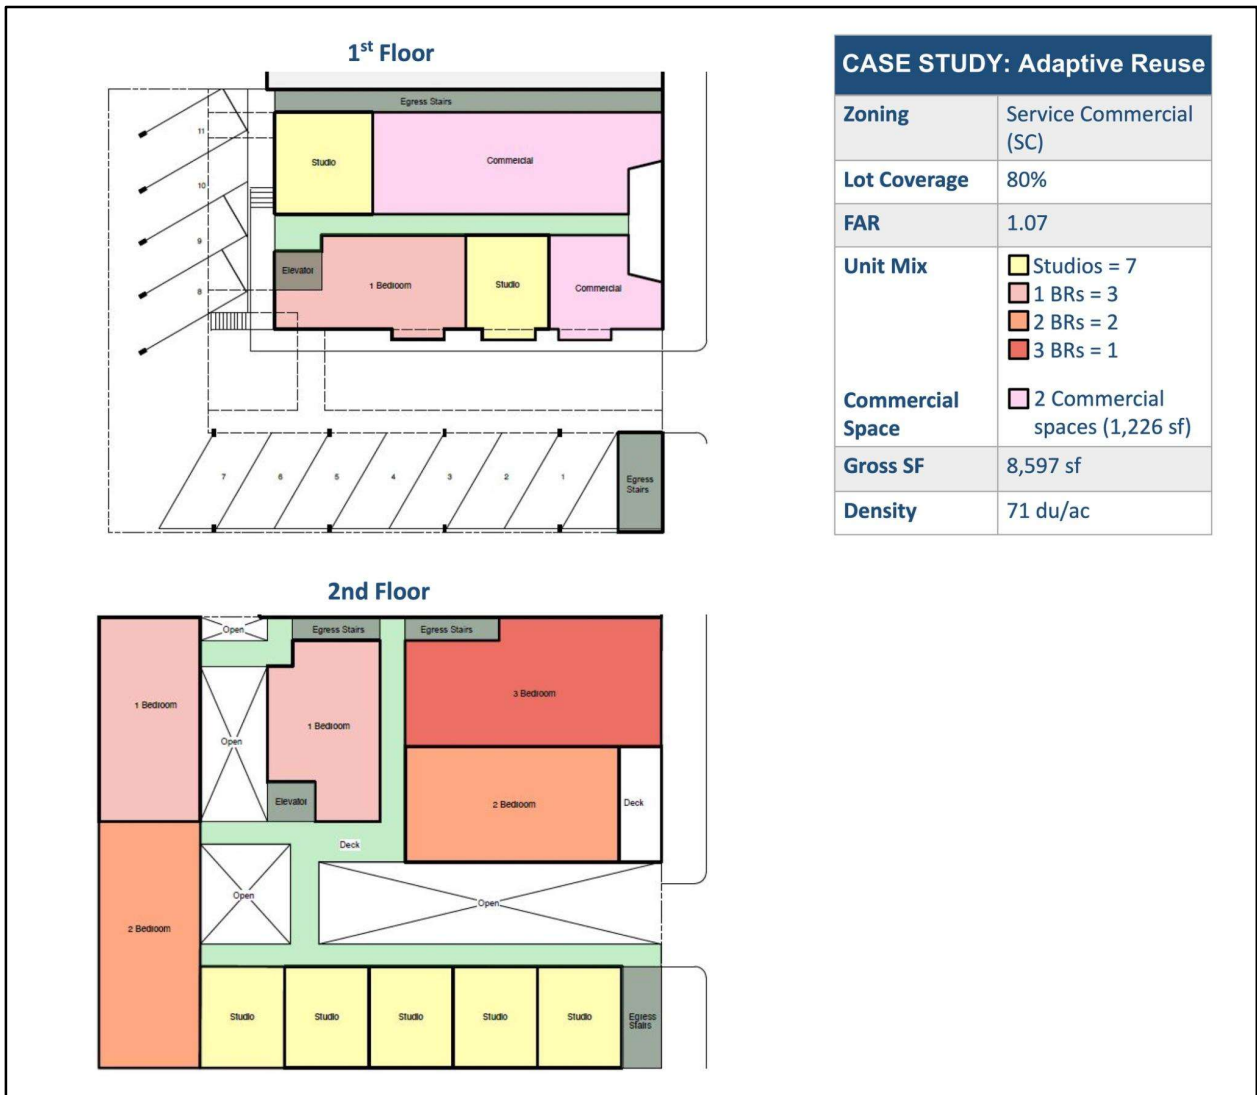 1st Floor
Egress Stairs
11
Studio
Commercial
10
9
Elevator
1 Bedroom
Studio
Commercial
8
7
6
5
4
3
2
1
Egress
Stairs
2nd Floor
Open
Egress Stairs
Egress Stairs
1 Bedroom
3 Bedroom
1 Bedroom
Open
Elevator
2 Bedroom
Deck
Deck
Open
Open
2 Bedroom
Studio
Studio
Studio
Studio
Studio
Egress
Stairs
CASE STUDY: Adaptive Reuse
Zoning
Service Commercial
(SC)
Lot Coverage
80%
FAR
1.07
Unit Mix
Studios = 7
1 BRs = 3
2 BRs = 2
3 BRs = 1
Commercial
Space
2 Commercial
spaces (1,226 sf)
Gross SF
8,597 sf
Density
71 du/ac